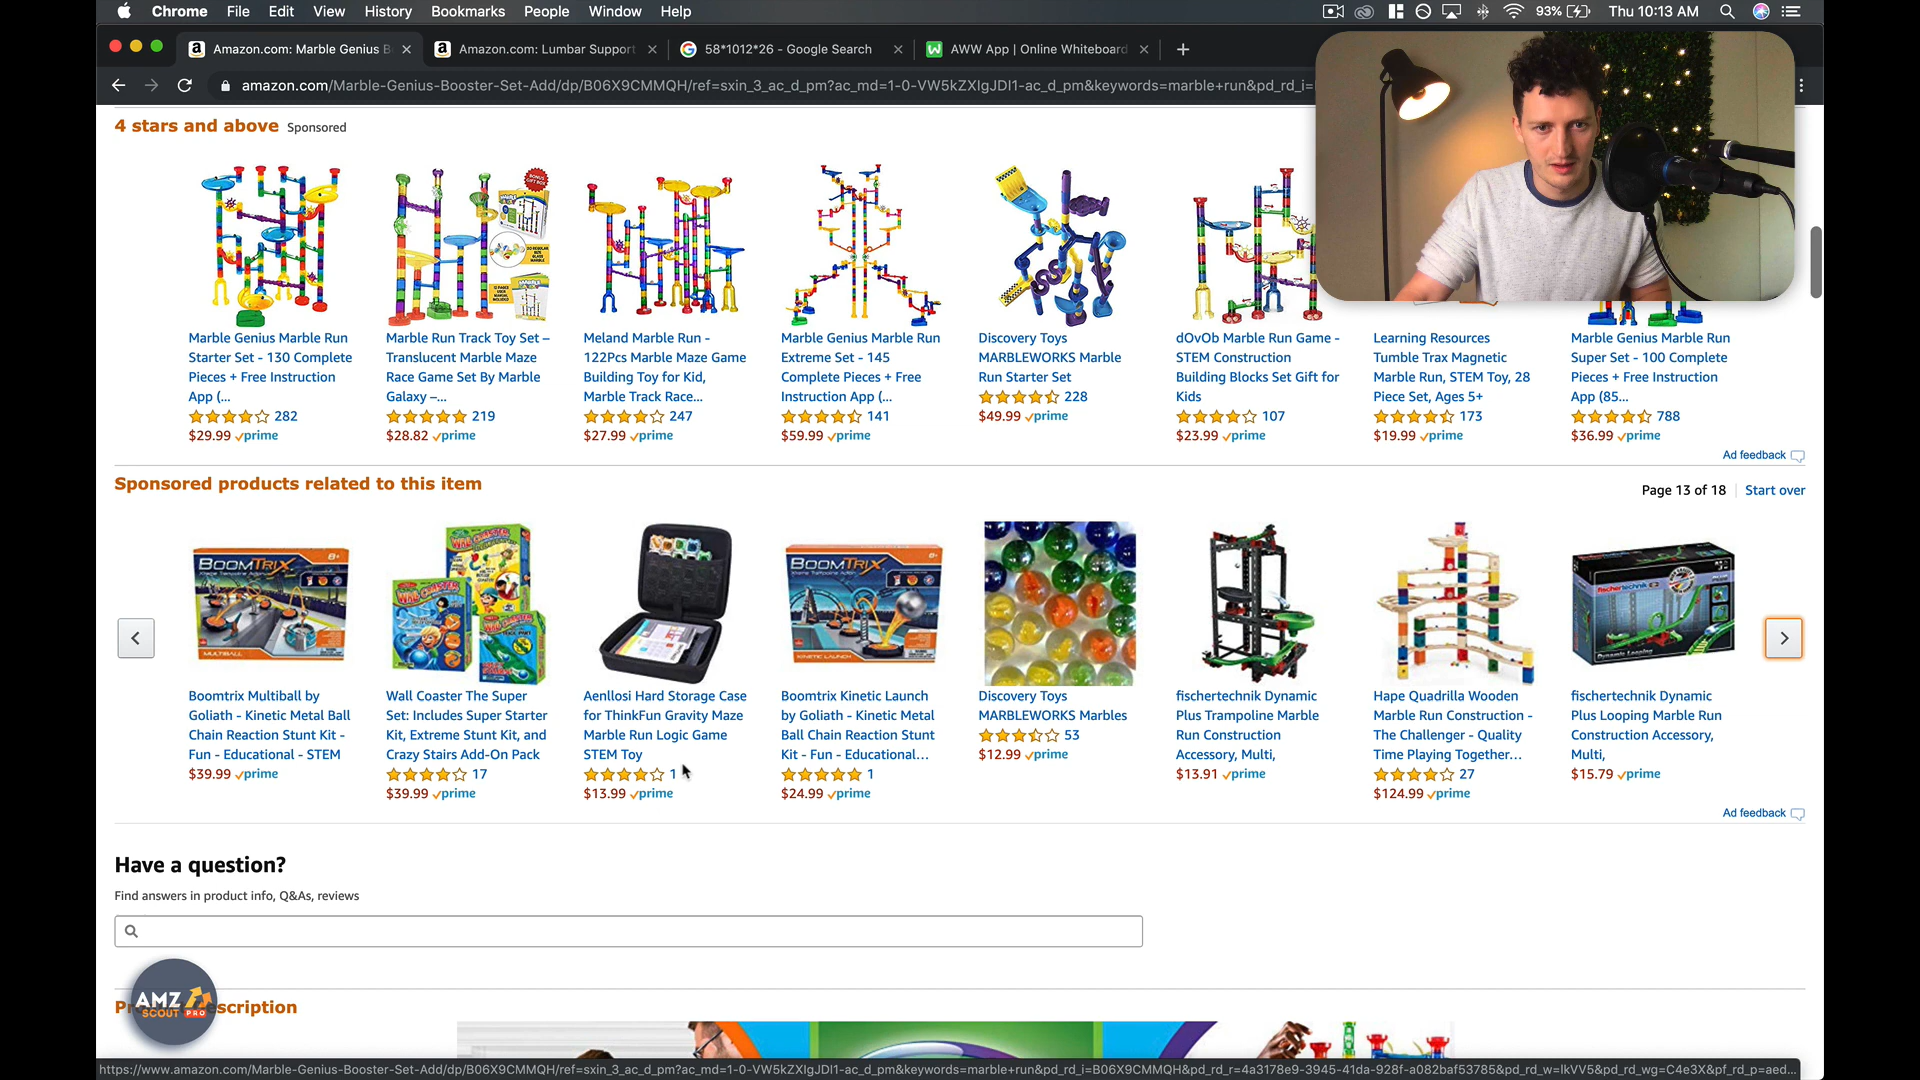 Chrome File Edit View History Bookmarks People Window Help
93% Thu 10:13 AM
Amazon.com: Marble Genius B
Amazon.com: Lumbar Support
58*1012*26 - Google Search
AWW App | Online Whiteboard
amazon.com/Marble-Genius-Booster-Set-Add/dp/B06X9CMMQH/ref=sxin_3_ac_d_pm?ac_md=1-0-VW5kZXIgJDI1-ac_d_pm&keywords=marble+run&pd_rd_i=
4 stars and above Sponsored
Marble Genius Marble Run
Starter Set - 130 Complete
Pieces + Free Instruction
App (...
282
$29.99 prime
Marble Run Track Toy Set –
Translucent Marble Maze
Race Game Set By Marble
Galaxy –...
219
$28.82 prime
Meland Marble Run -
122Pcs Marble Maze Game
Building Toy for Kid,
Marble Track Race...
247
$27.99 prime
Marble Genius Marble Run
Extreme Set - 145
Complete Pieces + Free
Instruction App (...
141
$59.99 prime
Discovery Toys
MARBLEWORKS Marble
Run Starter Set
228
$49.99 prime
dOvOb Marble Run Game -
STEM Construction
Building Blocks Set Gift for
Kids
107
$23.99 prime
Learning Resources
Tumble Trax Magnetic
Marble Run, STEM Toy, 28
Piece Set, Ages 5+
173
$19.99 prime
Marble Genius Marble Run
Super Set - 100 Complete
Pieces + Free Instruction
App (85...
788
$36.99 prime
Ad feedback
Sponsored products related to this item
Page 13 of 18 Start over
BOOMTRIX
MULTIBALL
Boomtrix Multiball by
Goliath - Kinetic Metal Ball
Chain Reaction Stunt Kit -
Fun - Educational - STEM
$39.99 prime
WALL COASTER
Wall Coaster The Super
Set: Includes Super Starter
Kit, Extreme Stunt Kit, and
Crazy Stairs Add-On Pack
17
$39.99 prime
Aenllosi Hard Storage Case
for ThinkFun Gravity Maze
Marble Run Logic Game
STEM Toy
1
$13.99 prime
BOOMTRIX
KINETIC LAUNCH
Boomtrix Kinetic Launch
by Goliath - Kinetic Metal
Ball Chain Reaction Stunt
Kit - Fun - Educational...
1
$24.99 prime
Discovery Toys
MARBLEWORKS Marbles
53
$12.99 prime
fischertechnik Dynamic
Plus Trampoline Marble
Run Construction
Accessory, Multi,
$13.91 prime
Hape Quadrilla Wooden
Marble Run Construction -
The Challenger - Quality
Time Playing Together...
27
$124.99 prime
fischertechnik
Dynamic Looping
fischertechnik Dynamic
Plus Looping Marble Run
Construction Accessory,
Multi,
$15.79 prime
Ad feedback
Have a question?
Find answers in product info, Q&As, reviews
AMZ
SCOUT PRO
https://www.amazon.com/Marble-Genius-Booster-Set-Add/dp/B06X9CMMQH/ref=sxin_3_ac_d_pm?ac_md=1-0-VW5kZXIgJDI1-ac_d_pm&keywords=marble+run&pd_rd_i=B06X9CMMQH&pd_rd_r=4a3178e9-3945-41da-928f-a082baf53785&pd_rd_w=lkVV5&pd_rd_wg=C4e3X&pf_rd_p=aed...